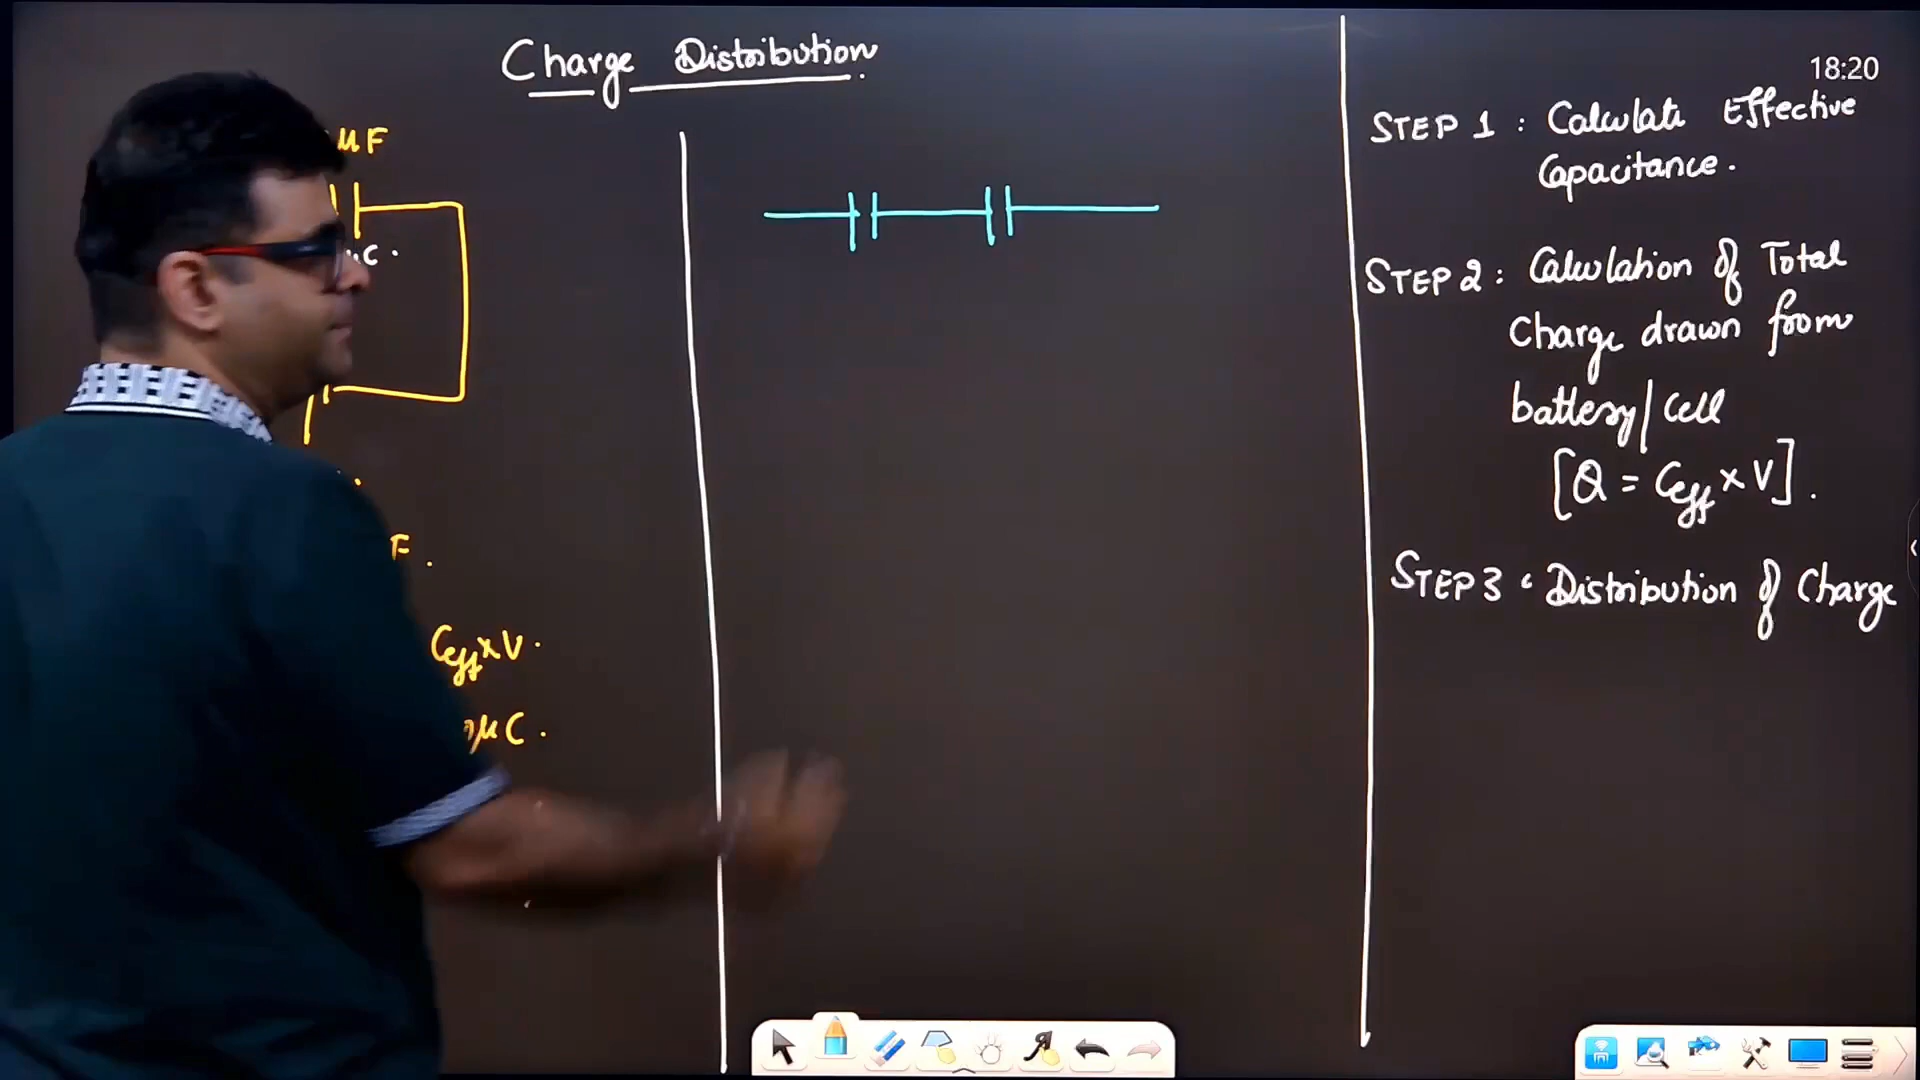 Charge Distribution.
μF
μC.
F.
Ceff x V.
μC.
18:20
STEP 1 : Calculate Effective
Capacitance.
STEP 2 : Calculation of Total
Charge drawn from
battery/cell
[Q = Ceff x V].
STEP 3 : Distribution of Charge